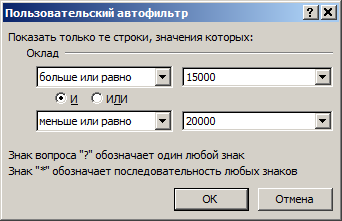 Пользовательский автофильтр
Показать только те строки, значения которых:
Оклад
больше или равно 15000
И ИЛИ
меньше или равно 20000
Знак вопроса "?" обозначает один любой знак
Знак "*" обозначает последовательность любых знаков
ОК Отмена